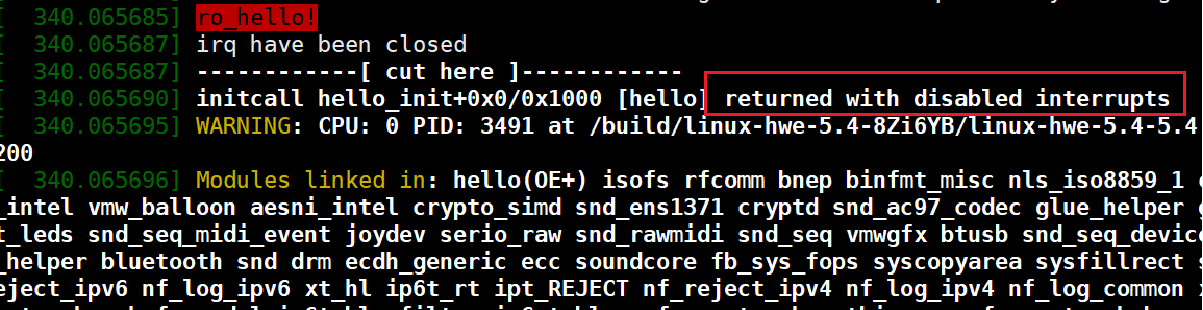 [  340.065685] ro_hello!
[  340.065687] irq have been closed
[  340.065687] ------------[ cut here ]------------
[  340.065690] initcall hello_init+0x0/0x1000 [hello] returned with disabled interrupts
[  340.065695] WARNING: CPU: 0 PID: 3491 at /build/linux-hwe-5.4-8Zi6YB/linux-hwe-5.4-5.4
200
[  340.065696] Modules linked in: hello(OE+) isofs rfcomm bnep binfmt_misc nls_iso8859_1
_intel vmw_balloon aesni_intel crypto_simd snd_ens1371 cryptd snd_ac97_codec glue_helper
t_leds snd_seq_midi_event joydev serio_raw snd_rawmidi snd_seq vmwgfx btusb snd_seq_device
_helper bluetooth snd drm ecdh_generic ecc soundcore fb_sys_fops syscopyarea sysfillrect s
eject_ipv6 nf_log_ipv6 xt_hl ip6t_rt ipt_REJECT nf_reject_ipv4 nf_log_ipv4 nf_log_common x